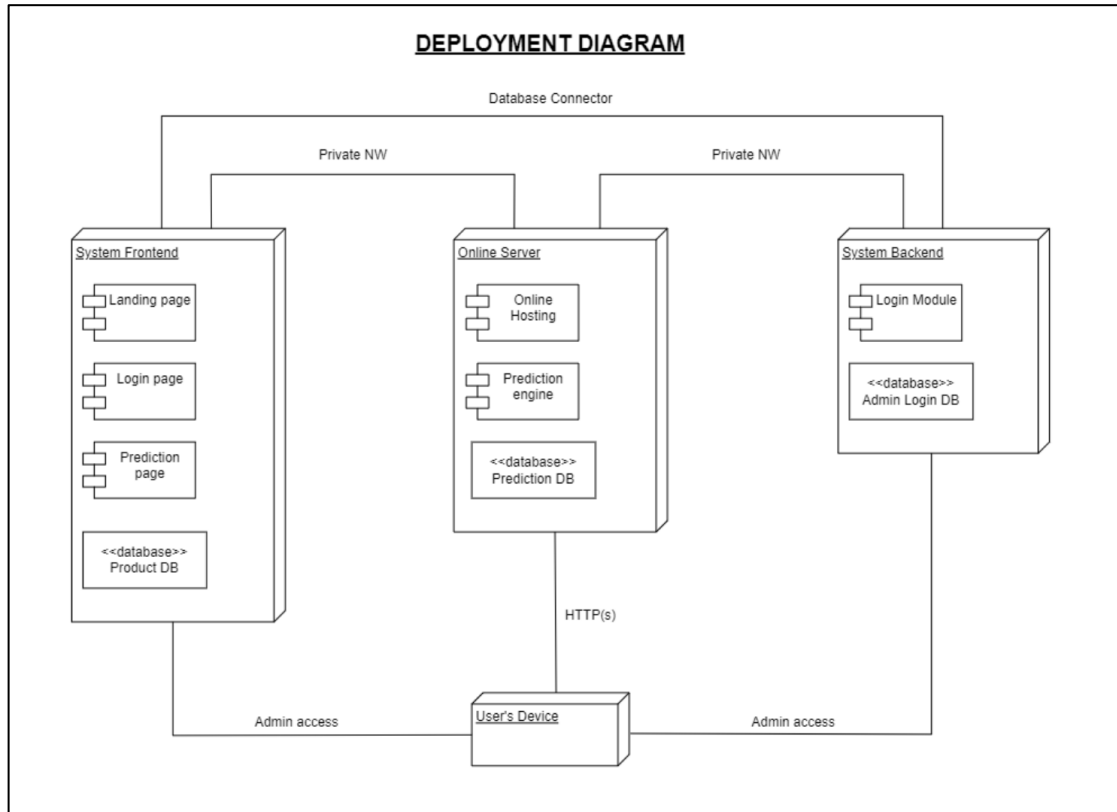 DEPLOYMENT DIAGRAM
Database Connector
Private NW
Private NW
System Frontend
Landing page
Login page
Prediction
page
<<database>>
Product DB
Online Server
Online
Hosting
Prediction
engine
<<database>>
Prediction DB
System Backend
Login Module
<<database>>
Admin Login DB
HTTP(s)
User's Device
Admin access
Admin access